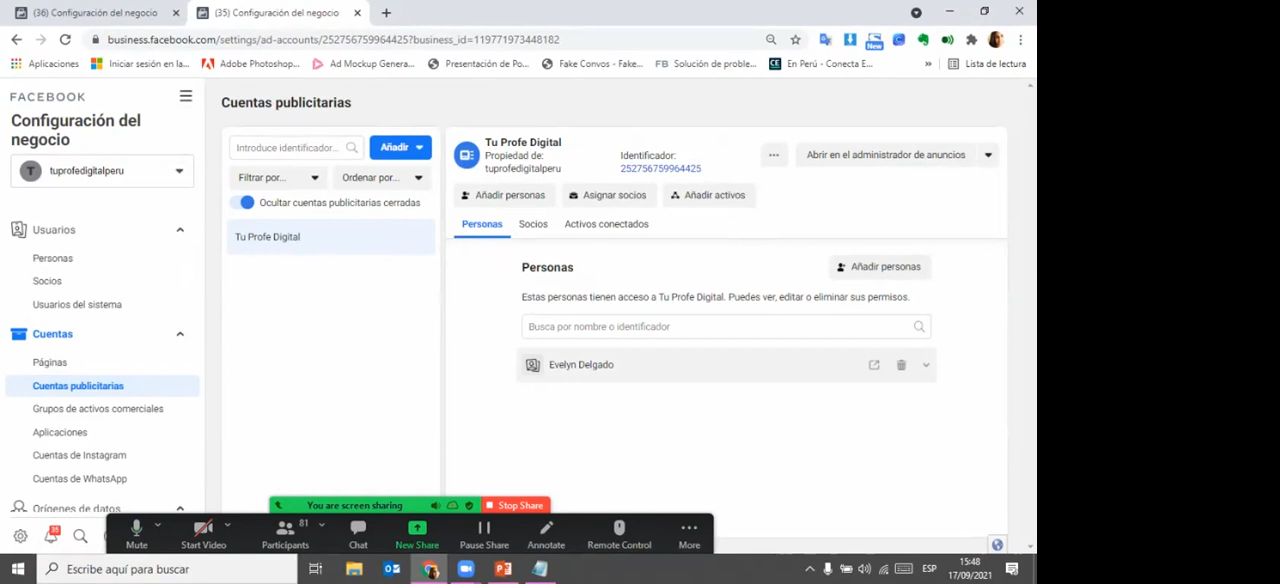 (36) Configuración del negocio
(35) Configuración del negocio
business.facebook.com/settings/ad-accounts/252756759964425?business_id=119771973448182
New
Aplicaciones
Iniciar sesión en la...
Adobe Photoshop...
Ad Mockup Genera...
Presentación de Po...
Fake Convos - Fake...
FB Solución de proble...
En Perú - Conecta E...
»
Lista de lectura
FACEBOOK
Configuración del
negocio
T tuprofedigitalperu
Usuarios
Personas
Socios
Usuarios del sistema
Cuentas
Páginas
Cuentas publicitarias
Grupos de activos comerciales
Aplicaciones
Cuentas de Instagram
Cuentas de WhatsApp
Orígenes de datos
Cuentas publicitarias
Introduce identificador...
Añadir
Filtrar por...
Ordenar por...
Ocultar cuentas publicitarias cerradas
Tu Profe Digital
Tu Profe Digital
Propiedad de:
tuprofedigitalperu
Identificador:
252756759964425
...
Abrir en el administrador de anuncios
Añadir personas
Asignar socios
Añadir activos
Personas
Socios
Activos conectados
Personas
Añadir personas
Estas personas tienen acceso a Tu Profe Digital. Puedes ver, editar o eliminar sus permisos.
Busca por nombre o identificador
Evelyn Delgado
You are screen sharing
Stop Share
Mute
Start Video
81
Participants
Chat
New Share
Pause Share
Annotate
Remote Control
More
Escribe aquí para buscar
ESP
15:48
17/09/2021